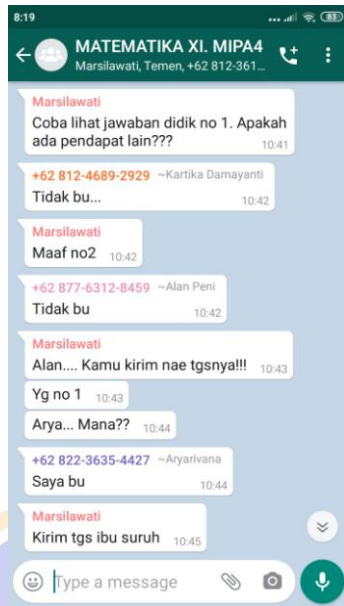 8:19
83
MATEMATIKA XI. MIPA4
Marsilawati, Temen, +62 812-361...
Marsilawati
Coba lihat jawaban didik no 1. Apakah
ada pendapat lain???
10:41
+62 812-4689-2929 ~Kartika Damayanti
Tidak bu...
10:42
Marsilawati
Maaf no2 10:42
+62 877-6312-8459 ~Alan Peni
Tidak bu
10:42
Marsilawati
Alan.... Kamu kirim nae tgsnya!!! 10:43
Yg no 1 10:43
Arya... Mana?? 10:44
+62 822-3635-4427 ~Aryarivana
Saya bu
10:44
Marsilawati
Kirim tgs ibu suruh 10:45
Type a message